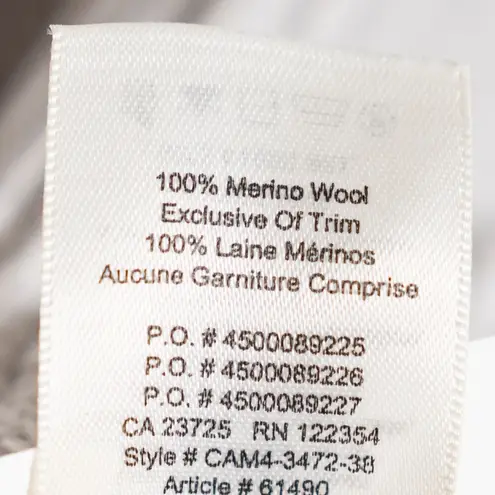 100% Merino Wool
Exclusive Of Trim
100% Laine Mérinos
Aucune Garniture Comprise
P.O. # 4500089225
P.O. # 4500089226
P.O. # 4500089227
CA 23725 RN 122354
Style # CAM4-3472-38
Article # 61490